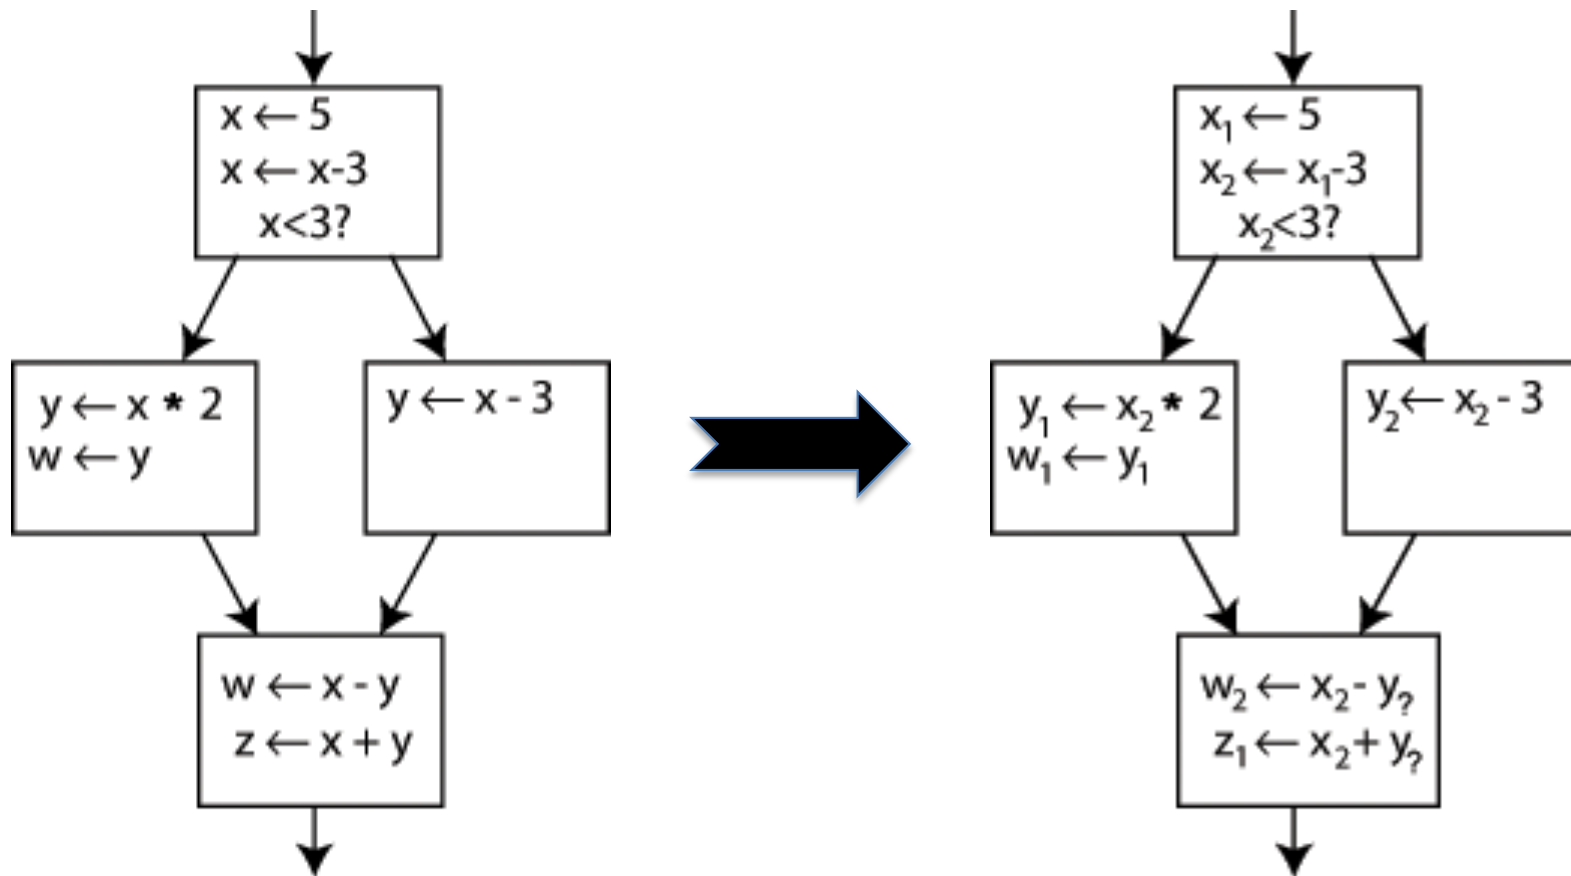 x ← 5
x ← x-3
x<3?
y ← x * 2
w ← y
y ← x - 3
w ← x - y
z ← x + y
x₁ ← 5
x₂ ← x₁-3
x₂<3?
y₁ ← x₂ * 2
w₁ ← y₁
y₂ ← x₂ - 3
w₂ ← x₂ - y?
z₁ ← x₂ + y?